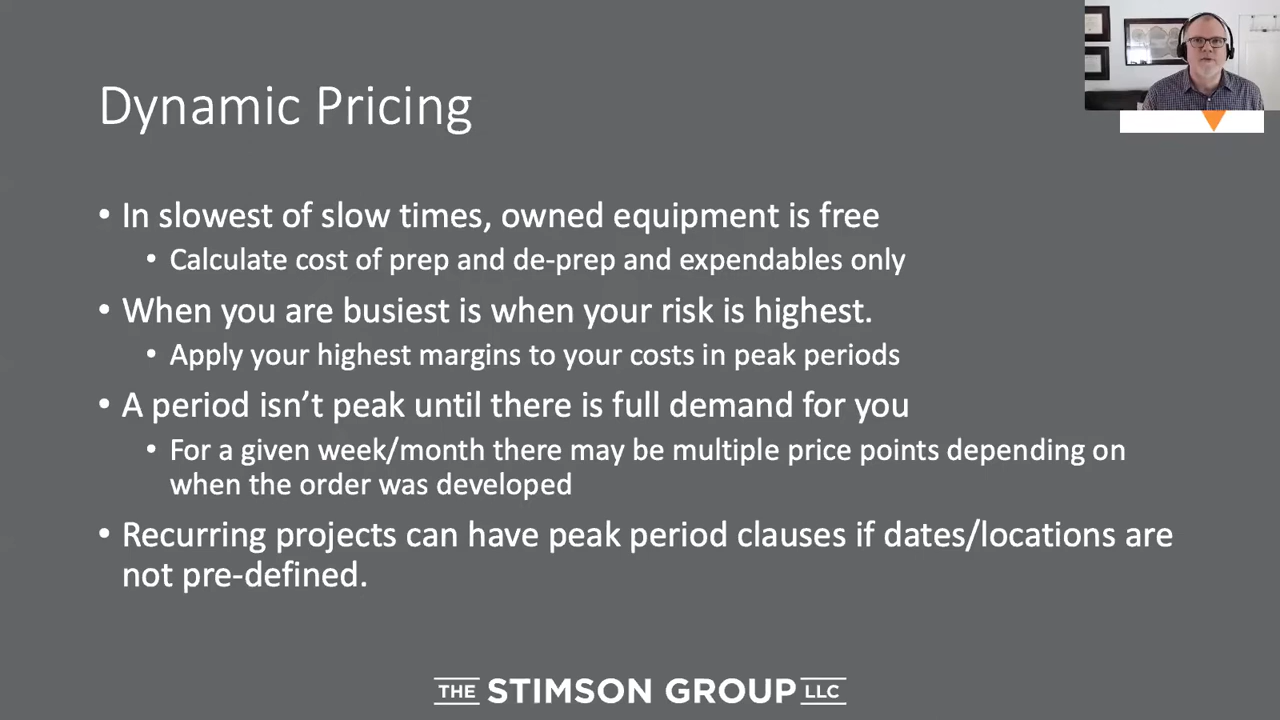 Dynamic Pricing
• In slowest of slow times, owned equipment is free
• Calculate cost of prep and de-prep and expendables only
• When you are busiest is when your risk is highest.
• Apply your highest margins to your costs in peak periods
• A period isn’t peak until there is full demand for you
• For a given week/month there may be multiple price points depending on
when the order was developed
• Recurring projects can have peak period clauses if dates/locations are
not pre-defined.
THE STIMSON GROUP LLC